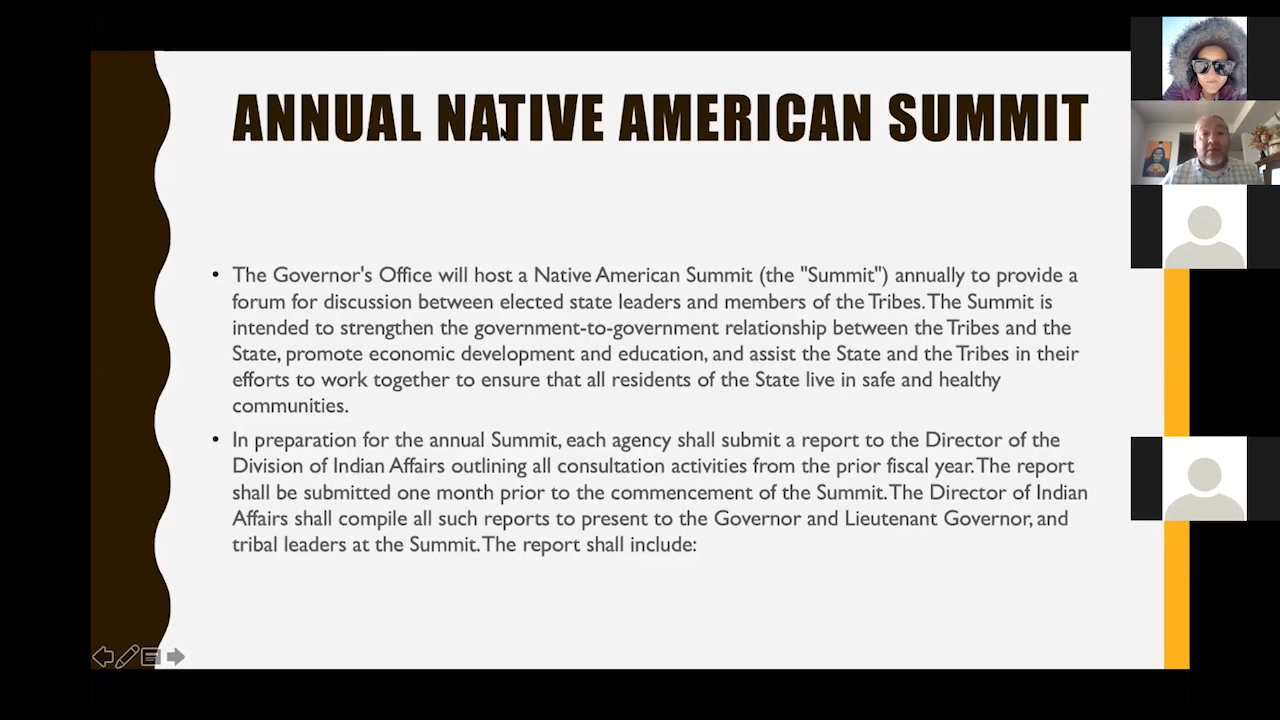 ANNUAL NATIVE AMERICAN SUMMIT
• The Governor's Office will host a Native American Summit (the "Summit") annually to provide a
forum for discussion between elected state leaders and members of the Tribes. The Summit is
intended to strengthen the government-to-government relationship between the Tribes and the
State, promote economic development and education, and assist the State and the Tribes in their
efforts to work together to ensure that all residents of the State live in safe and healthy
communities.
• In preparation for the annual Summit, each agency shall submit a report to the Director of the
Division of Indian Affairs outlining all consultation activities from the prior fiscal year. The report
shall be submitted one month prior to the commencement of the Summit. The Director of Indian
Affairs shall compile all such reports to present to the Governor and Lieutenant Governor, and
tribal leaders at the Summit. The report shall include: